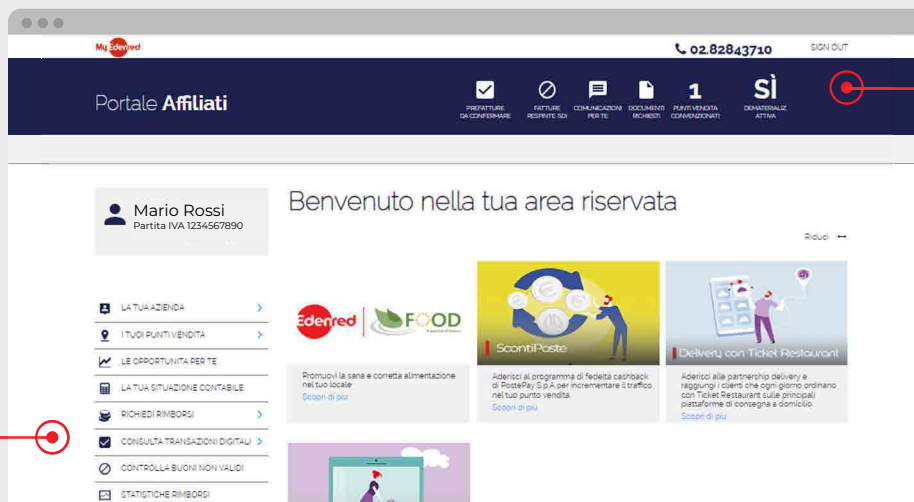 My Edenred
02.82843710
SIGN OUT
Portale Affiliati
PREFATTURE
DA CONFERMARE
FATTURE
RESPINTE SDI
COMUNICAZIONI
PER TE
DOCUMENTI
RICHIESTI
1
PUNTI VENDITA
CONVENZIONATI
SÌ
DEMATERIALIZ.
ATTIVA
Mario Rossi
Partita IVA 1234567890
Benvenuto nella tua area riservata
Riduci
LA TUA AZIENDA
I TUOI PUNTI VENDITA
LE OPPORTUNITA PER TE
LA TUA SITUAZIONE CONTABILE
RICHIEDI RIMBORSI
CONSULTA TRANSAZIONI DIGITALI
CONTROLLA BUONI NON VALIDI
STATISTICHE RIMBORSI
Edenred
FOOD
Promuovi la sana e corretta alimentazione
nel tuo locale
Scopri di più
ScontiPoste
Aderisci al programma di fedeltà cashback
di PostePay S.p.A per incrementare il traffico
nel tuo punto vendita.
Scopri di più
Delivery con Ticket Restaurant
Aderisci alle partnership delivery e
raggiungi i clienti che ogni giorno ordinano
con Ticket Restaurant sulle principali
piattaforme di consegna a domicilio.
Scopri di più